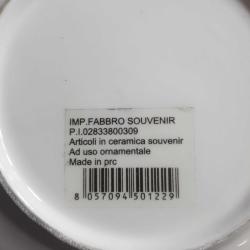 IMP.FABBRO SOUVENIR
P.I.02833800309
Articoli in ceramica souvenir
Ad uso ornamentale
Made in prc
8 057094 501229